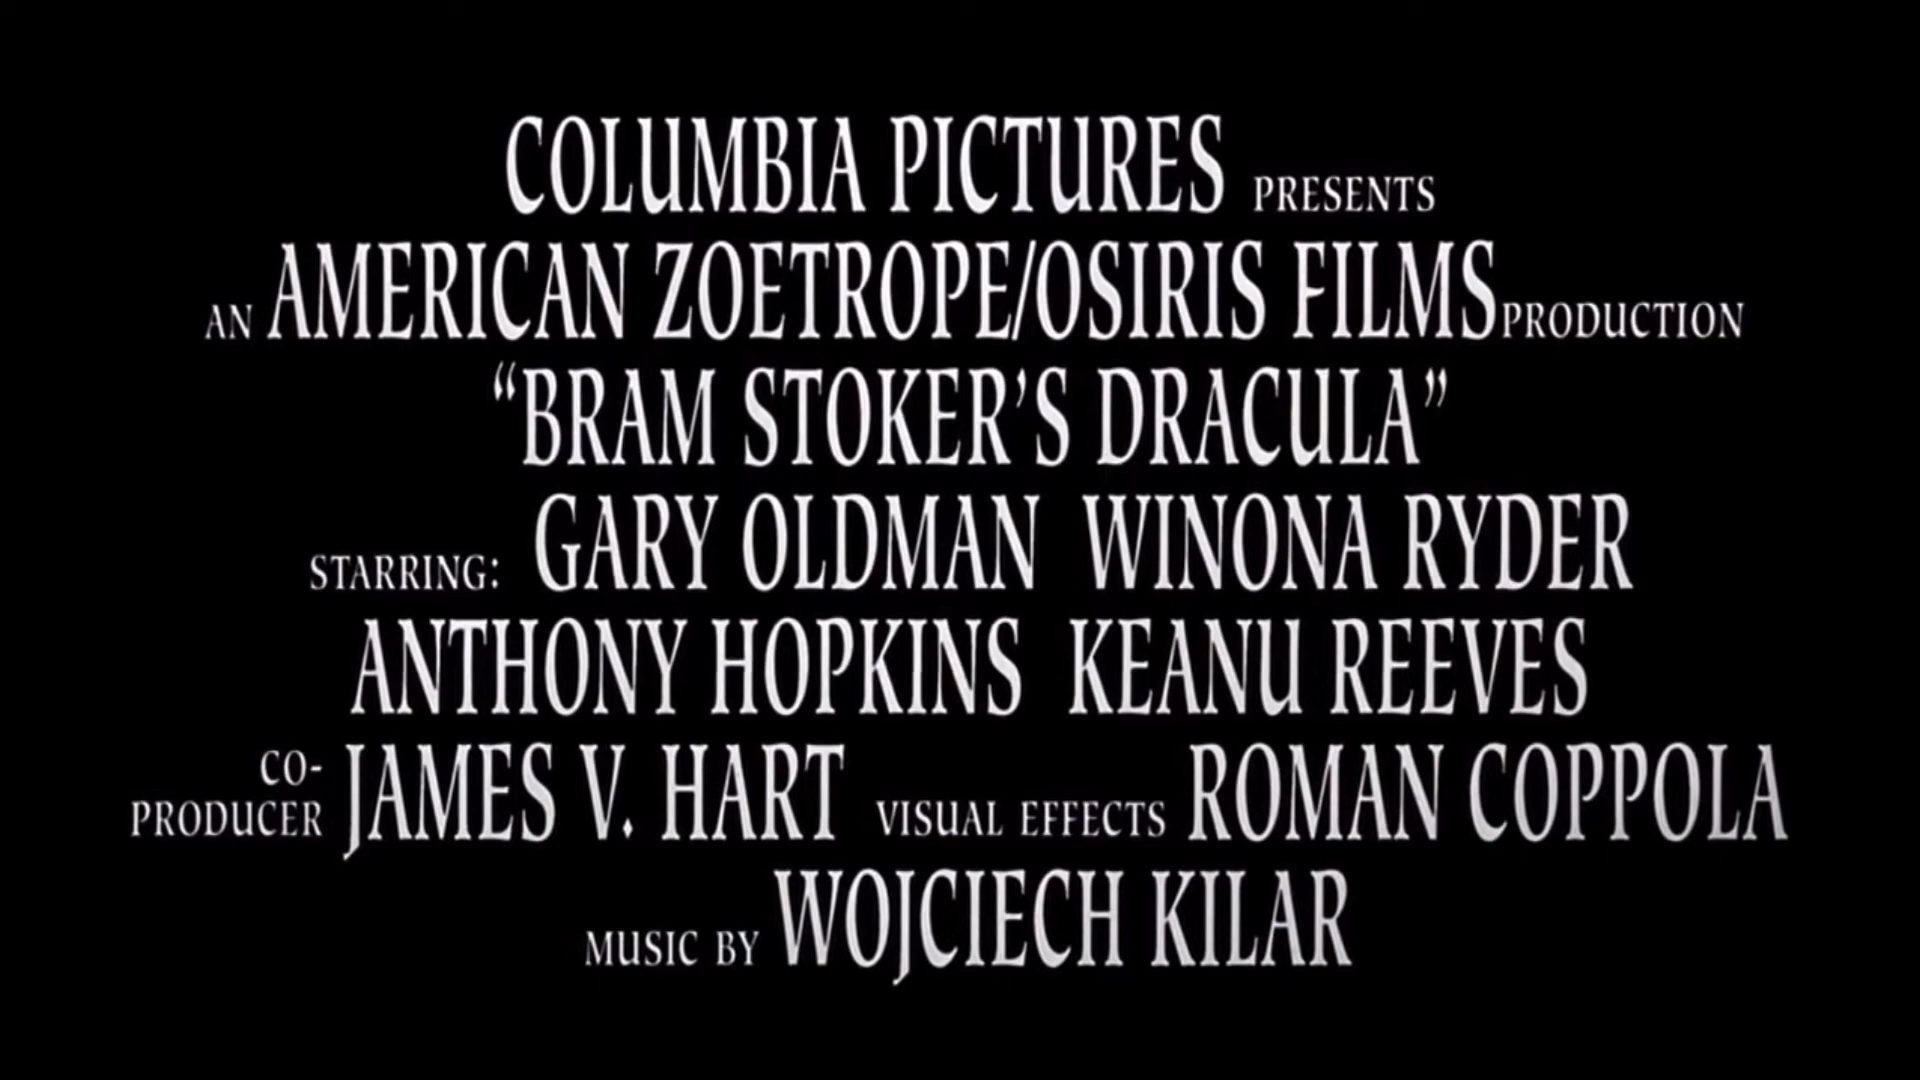 COLUMBIA PICTURES PRESENTS
AN AMERICAN ZOETROPE/OSIRIS FILMS PRODUCTION
“BRAM STOKER’S DRACULA”
STARRING: GARY OLDMAN WINONA RYDER
ANTHONY HOPKINS KEANU REEVES
CO-
PRODUCER JAMES V. HART VISUAL EFFECTS ROMAN COPPOLA
MUSIC BY WOJCIECH KILAR